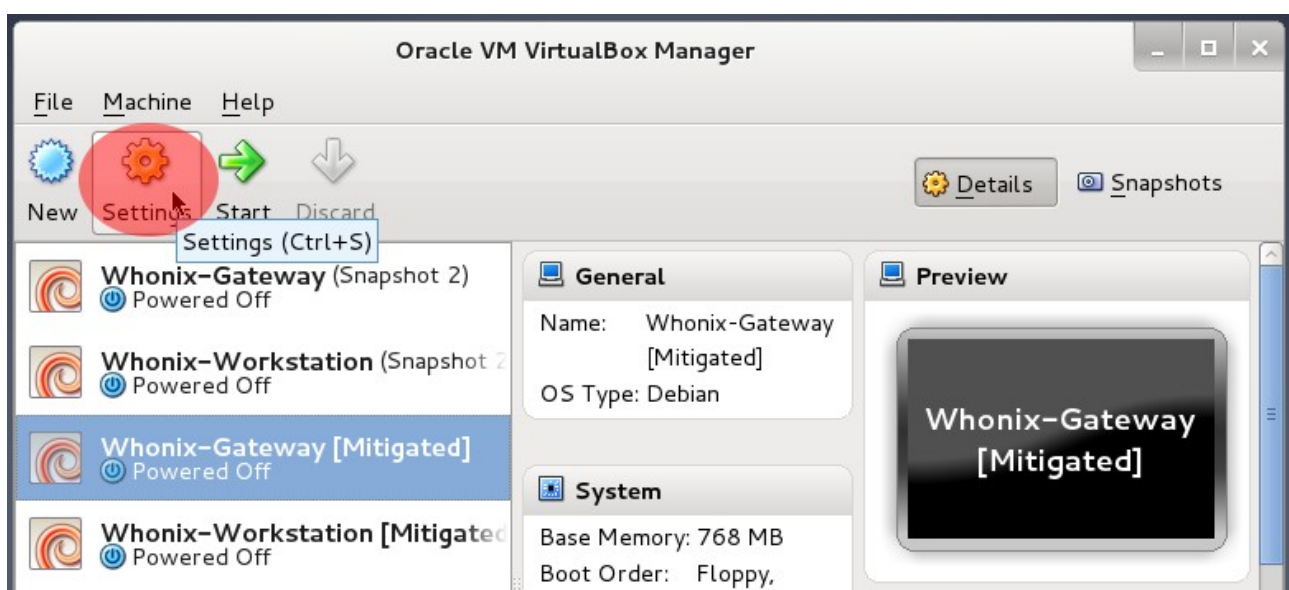 Oracle VM VirtualBox Manager
File Machine Help
New Settings Start Discard
Details Snapshots
Settings (Ctrl+S)
Whonix-Gateway (Snapshot 2)
Powered Off
Whonix-Workstation (Snapshot 2
Powered Off
Whonix-Gateway [Mitigated]
Powered Off
Whonix-Workstation [Mitigated
Powered Off
General
Name: Whonix-Gateway
[Mitigated]
OS Type: Debian
System
Base Memory: 768 MB
Boot Order: Floppy,
Preview
Whonix-Gateway
[Mitigated]